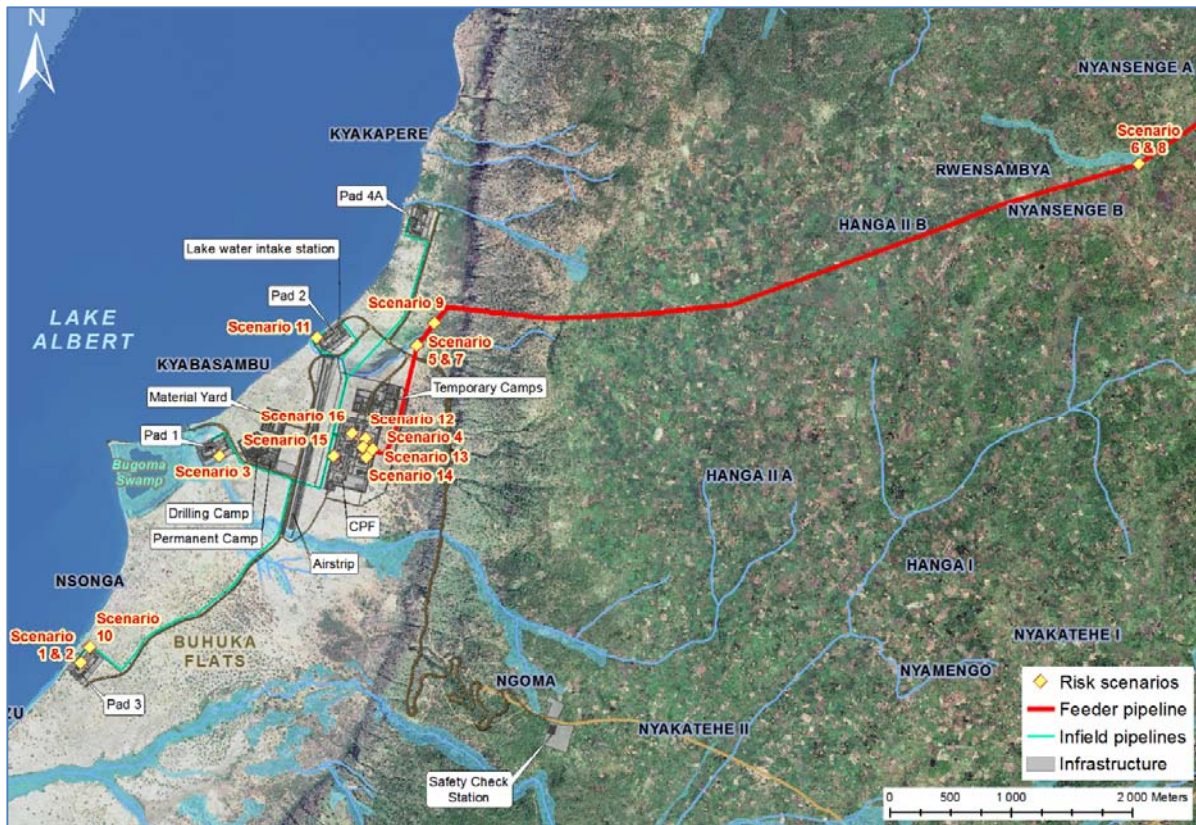 N
NYANSENGE A
KYAKAPERE
Scenario
6 & 8
RWENSAMBYA
Pad 4A
NYANSENGE B
HANGA II B
Lake water intake station
Pad 2
Scenario 9
LAKE
ALBERT
Scenario 11
Scenario
5 & 7
KYABASAMBU
Temporary Camps
Material Yard
Scenario 16
Scenario 12
Pad 1
Scenario 15
Scenario 4
Scenario 13
Bugoma
Swamp
Scenario 3
Scenario 14
HANGA II A
Drilling Camp
CPF
Permanent Camp
Airstrip
HANGA I
NSONGA
Scenario
10
Scenario
1 & 2
BUHUKA
FLATS
NYAKATEHE I
NGOMA
NYAMENGO
Pad 3
ZU
NYAKATEHE II
Safety Check
Station
Risk scenarios
Feeder pipeline
Infield pipelines
Infrastructure
0 500 1 000 2 000 Meters